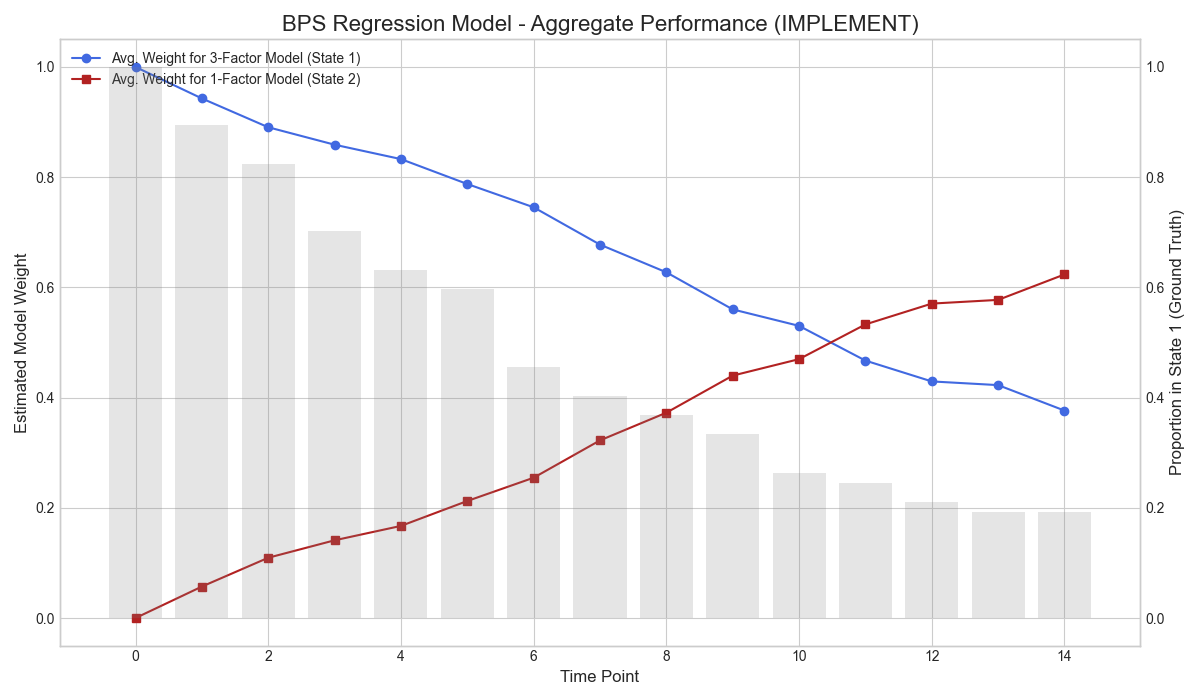 BPS Regression Model - Aggregate Performance (IMPLEMENT)
Avg. Weight for 3-Factor Model (State 1)
Avg. Weight for 1-Factor Model (State 2)
Estimated Model Weight
1.0
0.8
0.6
0.4
0.2
0.0
1.0
0.8
0.6
0.4
0.2
0.0
Proportion in State 1 (Ground Truth)
0 2 4 6 8 10 12 14
Time Point